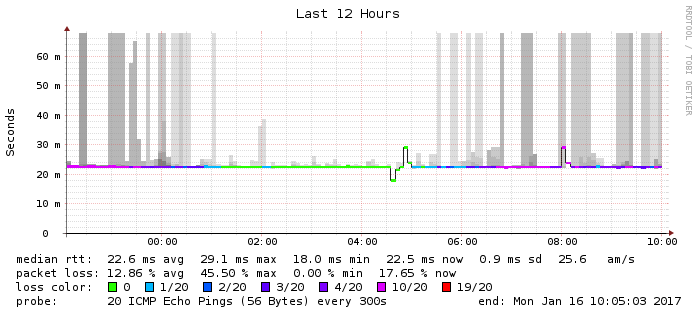 Last 12 Hours
RRDTOOL / TOBI OETIKER
Seconds
60 m
50 m
40 m
30 m
20 m
10 m
0
00:00 02:00 04:00 06:00 08:00 10:00
median rtt: 22.6 ms avg 29.1 ms max 18.0 ms min 22.5 ms now 0.9 ms sd 25.6 am/s
packet loss: 12.86 % avg 45.50 % max 0.00 % min 17.65 % now
loss color: 0 1/20 2/20 3/20 4/20 10/20 19/20
probe: 20 ICMP Echo Pings (56 Bytes) every 300s end: Mon Jan 16 10:05:03 2017